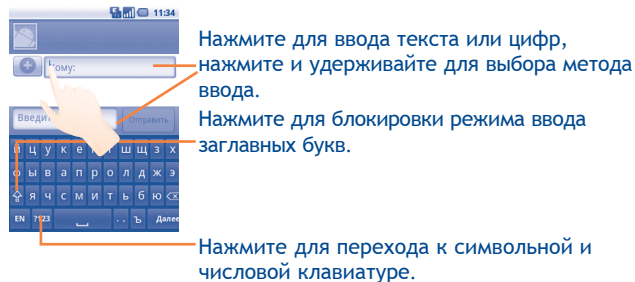 11:34
Кому:
Нажмите для ввода текста или цифр,
нажмите и удерживайте для выбора метода
ввода.
Введит
Отправить
Нажмите для блокировки режима ввода
заглавных букв.
й ц у к е н г ш щ з х
ф ы в а п р о л д ж э
я ч с м и т ь б ю
EN ?123 . . ъ Далее
Нажмите для перехода к символьной и
числовой клавиатуре.